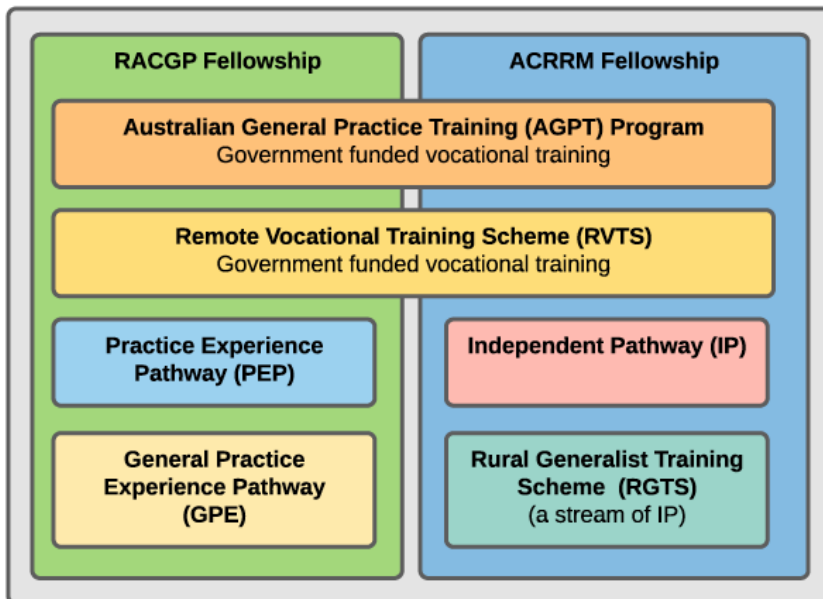 RACGP Fellowship
ACRRM Fellowship
Australian General Practice Training (AGPT) Program
Government funded vocational training
Remote Vocational Training Scheme (RVTS)
Government funded vocational training
Practice Experience
Pathway (PEP)
Independent Pathway (IP)
General Practice
Experience Pathway
(GPE)
Rural Generalist Training
Scheme (RGTS)
(a stream of IP)